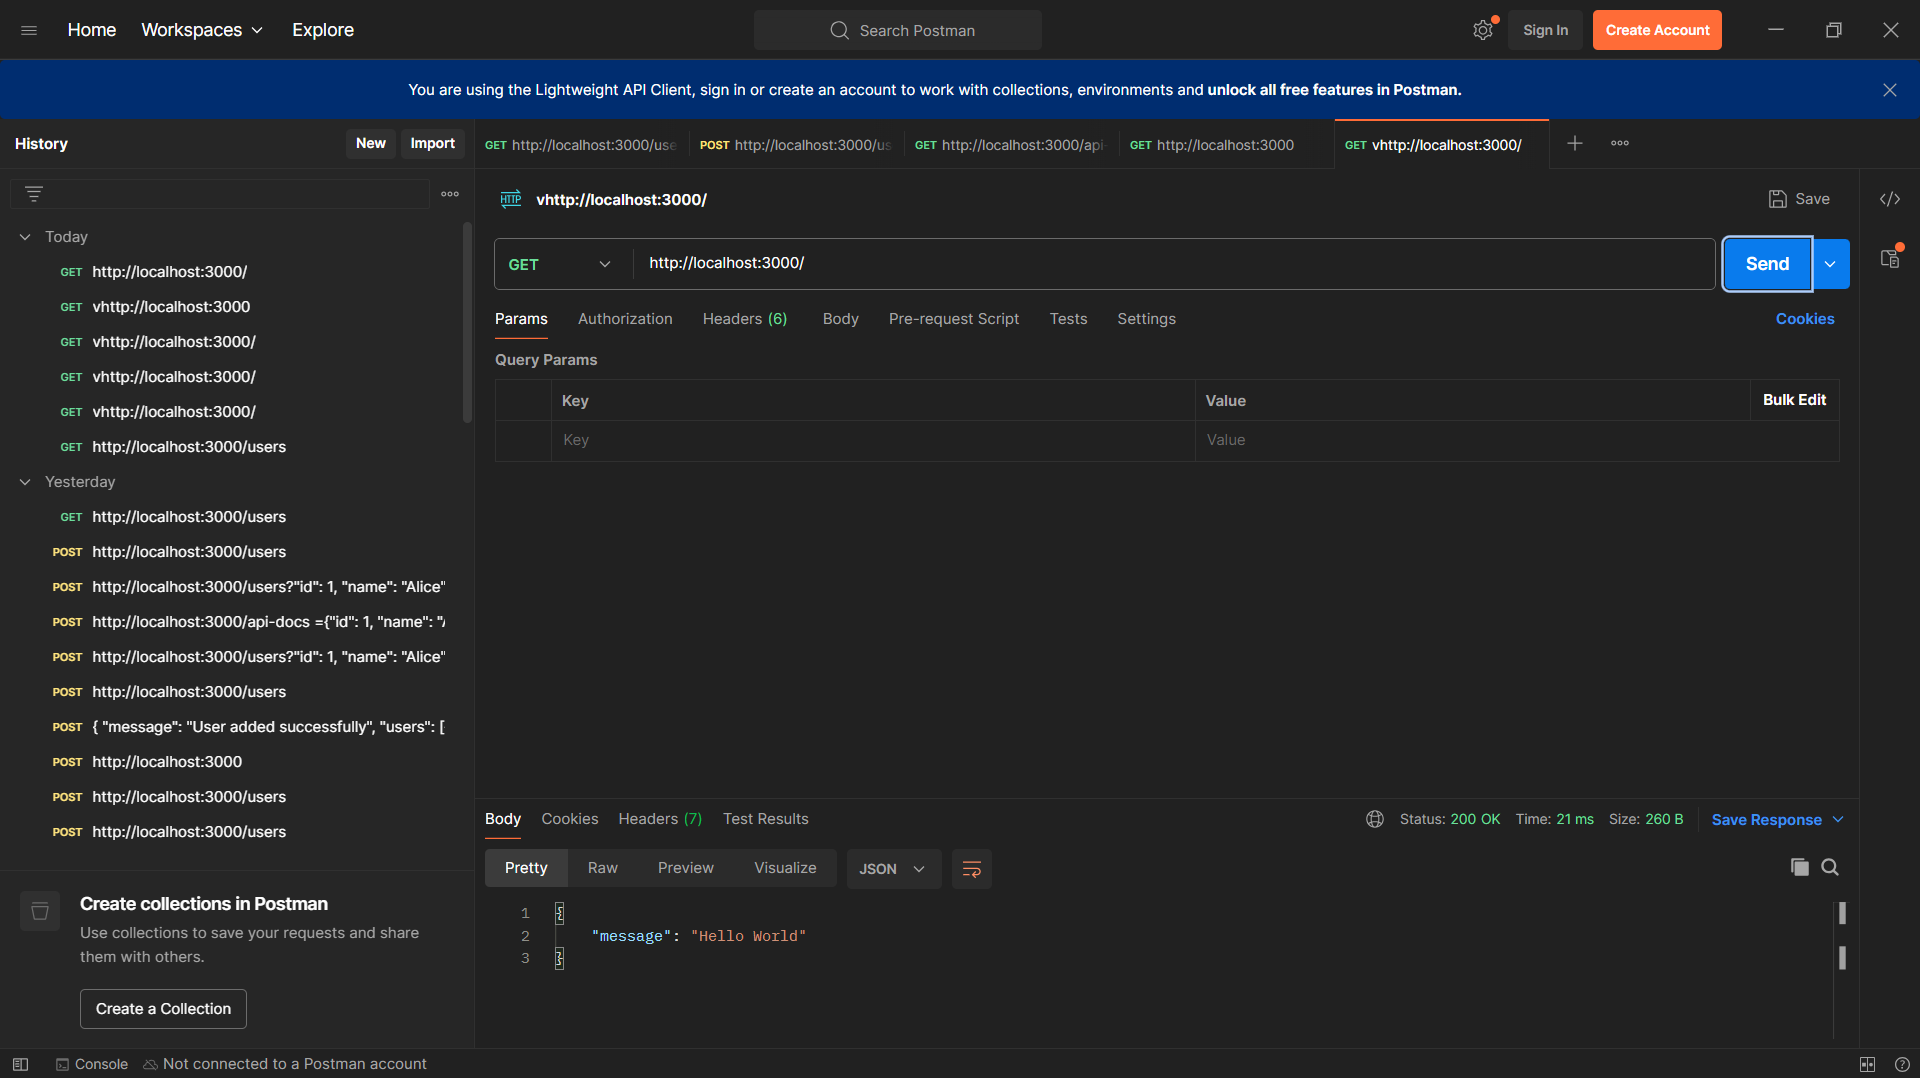 Home Workspaces Explore Search Postman Sign In Create Account
You are using the Lightweight API Client, sign in or create an account to work with collections, environments and unlock all free features in Postman.
History New Import
GET http://localhost:3000/use POST http://localhost:3000/us GET http://localhost:3000/api- GET http://localhost:3000 GET vhttp://localhost:3000/
HTTP vhttp://localhost:3000/ Save
Today
GET http://localhost:3000/
GET vhttp://localhost:3000
GET vhttp://localhost:3000/
GET vhttp://localhost:3000/
GET vhttp://localhost:3000/
GET http://localhost:3000/users
Yesterday
GET http://localhost:3000/users
POST http://localhost:3000/users
POST http://localhost:3000/users?"id": 1, "name": "Alice"
POST http://localhost:3000/api-docs ={"id": 1, "name": "A
POST http://localhost:3000/users?"id": 1, "name": "Alice"
POST http://localhost:3000/users
POST { "message": "User added successfully", "users": [
POST http://localhost:3000
POST http://localhost:3000/users
POST http://localhost:3000/users
Create collections in Postman
Use collections to save your requests and share
them with others.
Create a Collection
GET http://localhost:3000/ Send
Params Authorization Headers (6) Body Pre-request Script Tests Settings Cookies
Query Params
Key Value Bulk Edit
Key Value
Body Cookies Headers (7) Test Results Status: 200 OK Time: 21 ms Size: 260 B Save Response
Pretty Raw Preview Visualize JSON
1 {
2 "message": "Hello World"
3 }
Console Not connected to a Postman account